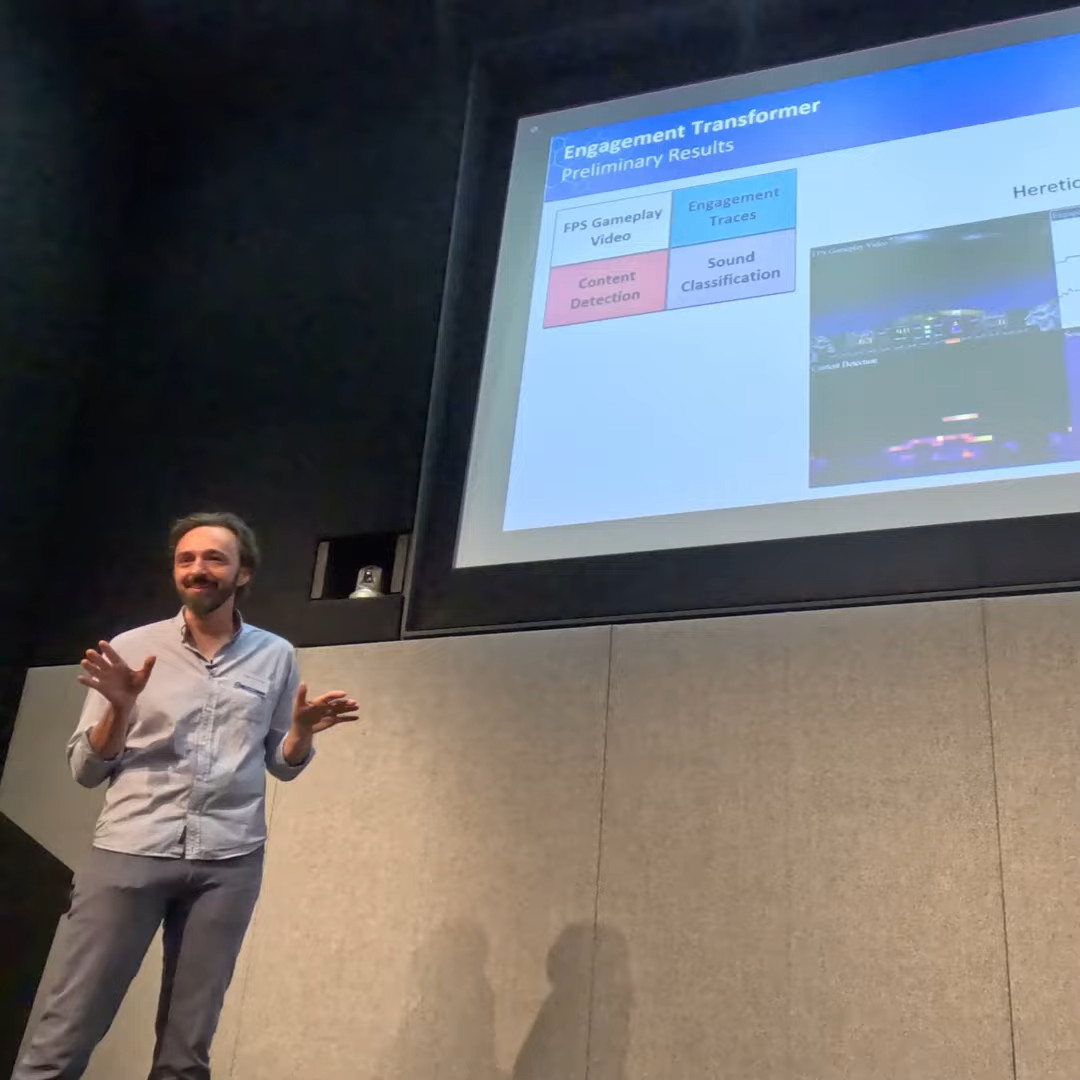 Engagement Transformer
Preliminary Results
FPS Gameplay
Video
Engagement
Traces
Content
Detection
Sound
Classification
Heretic
FPS Gameplay Video
Content Detection